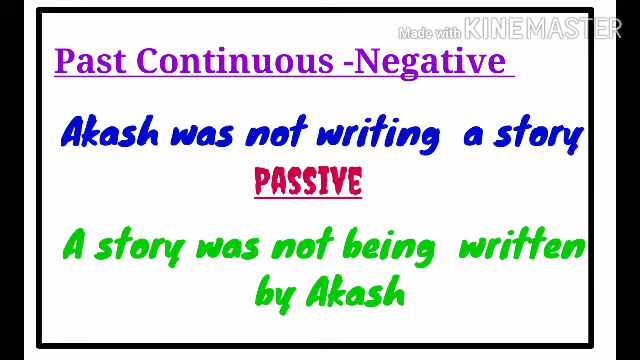 Made with KINEMASTER
Past Continuous -Negative
Akash was not writing a story
PASSIVE
A story was not being written
by Akash